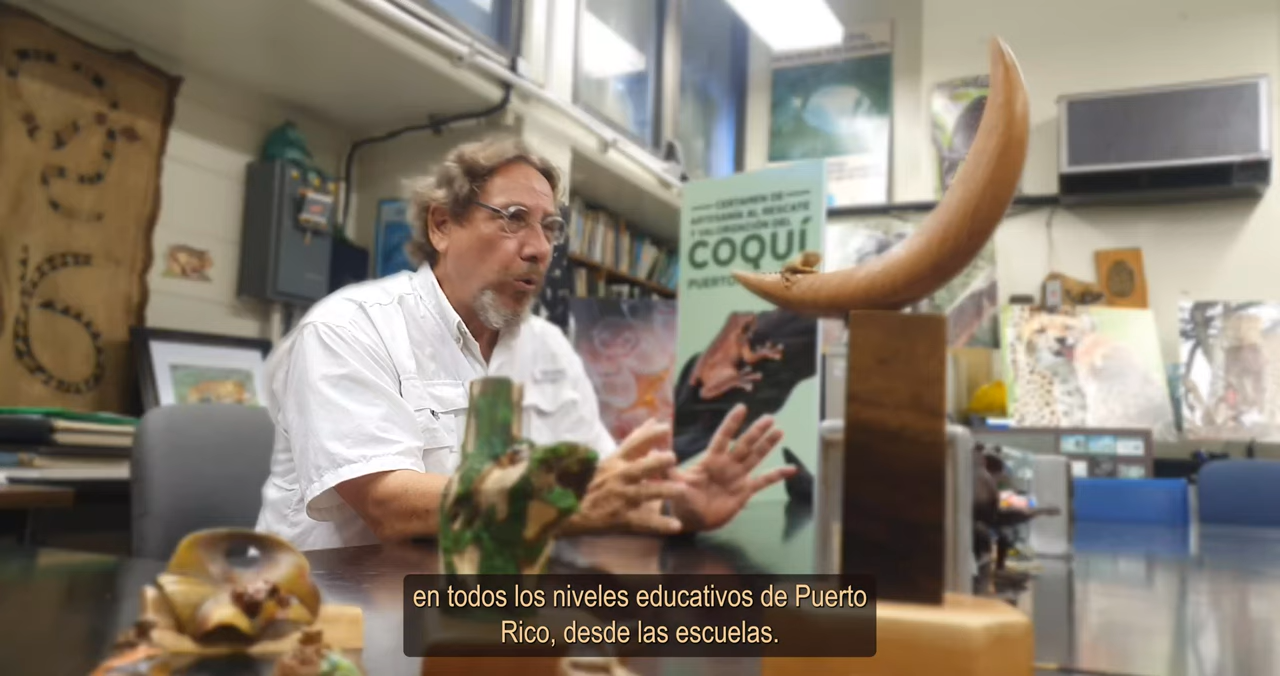 CERTAMEN DE
ARTESANÍA AL RESCATE
Y VALORIZACIÓN DEL
COQUÍ
PUERTO
en todos los niveles educativos de Puerto
Rico, desde las escuelas.